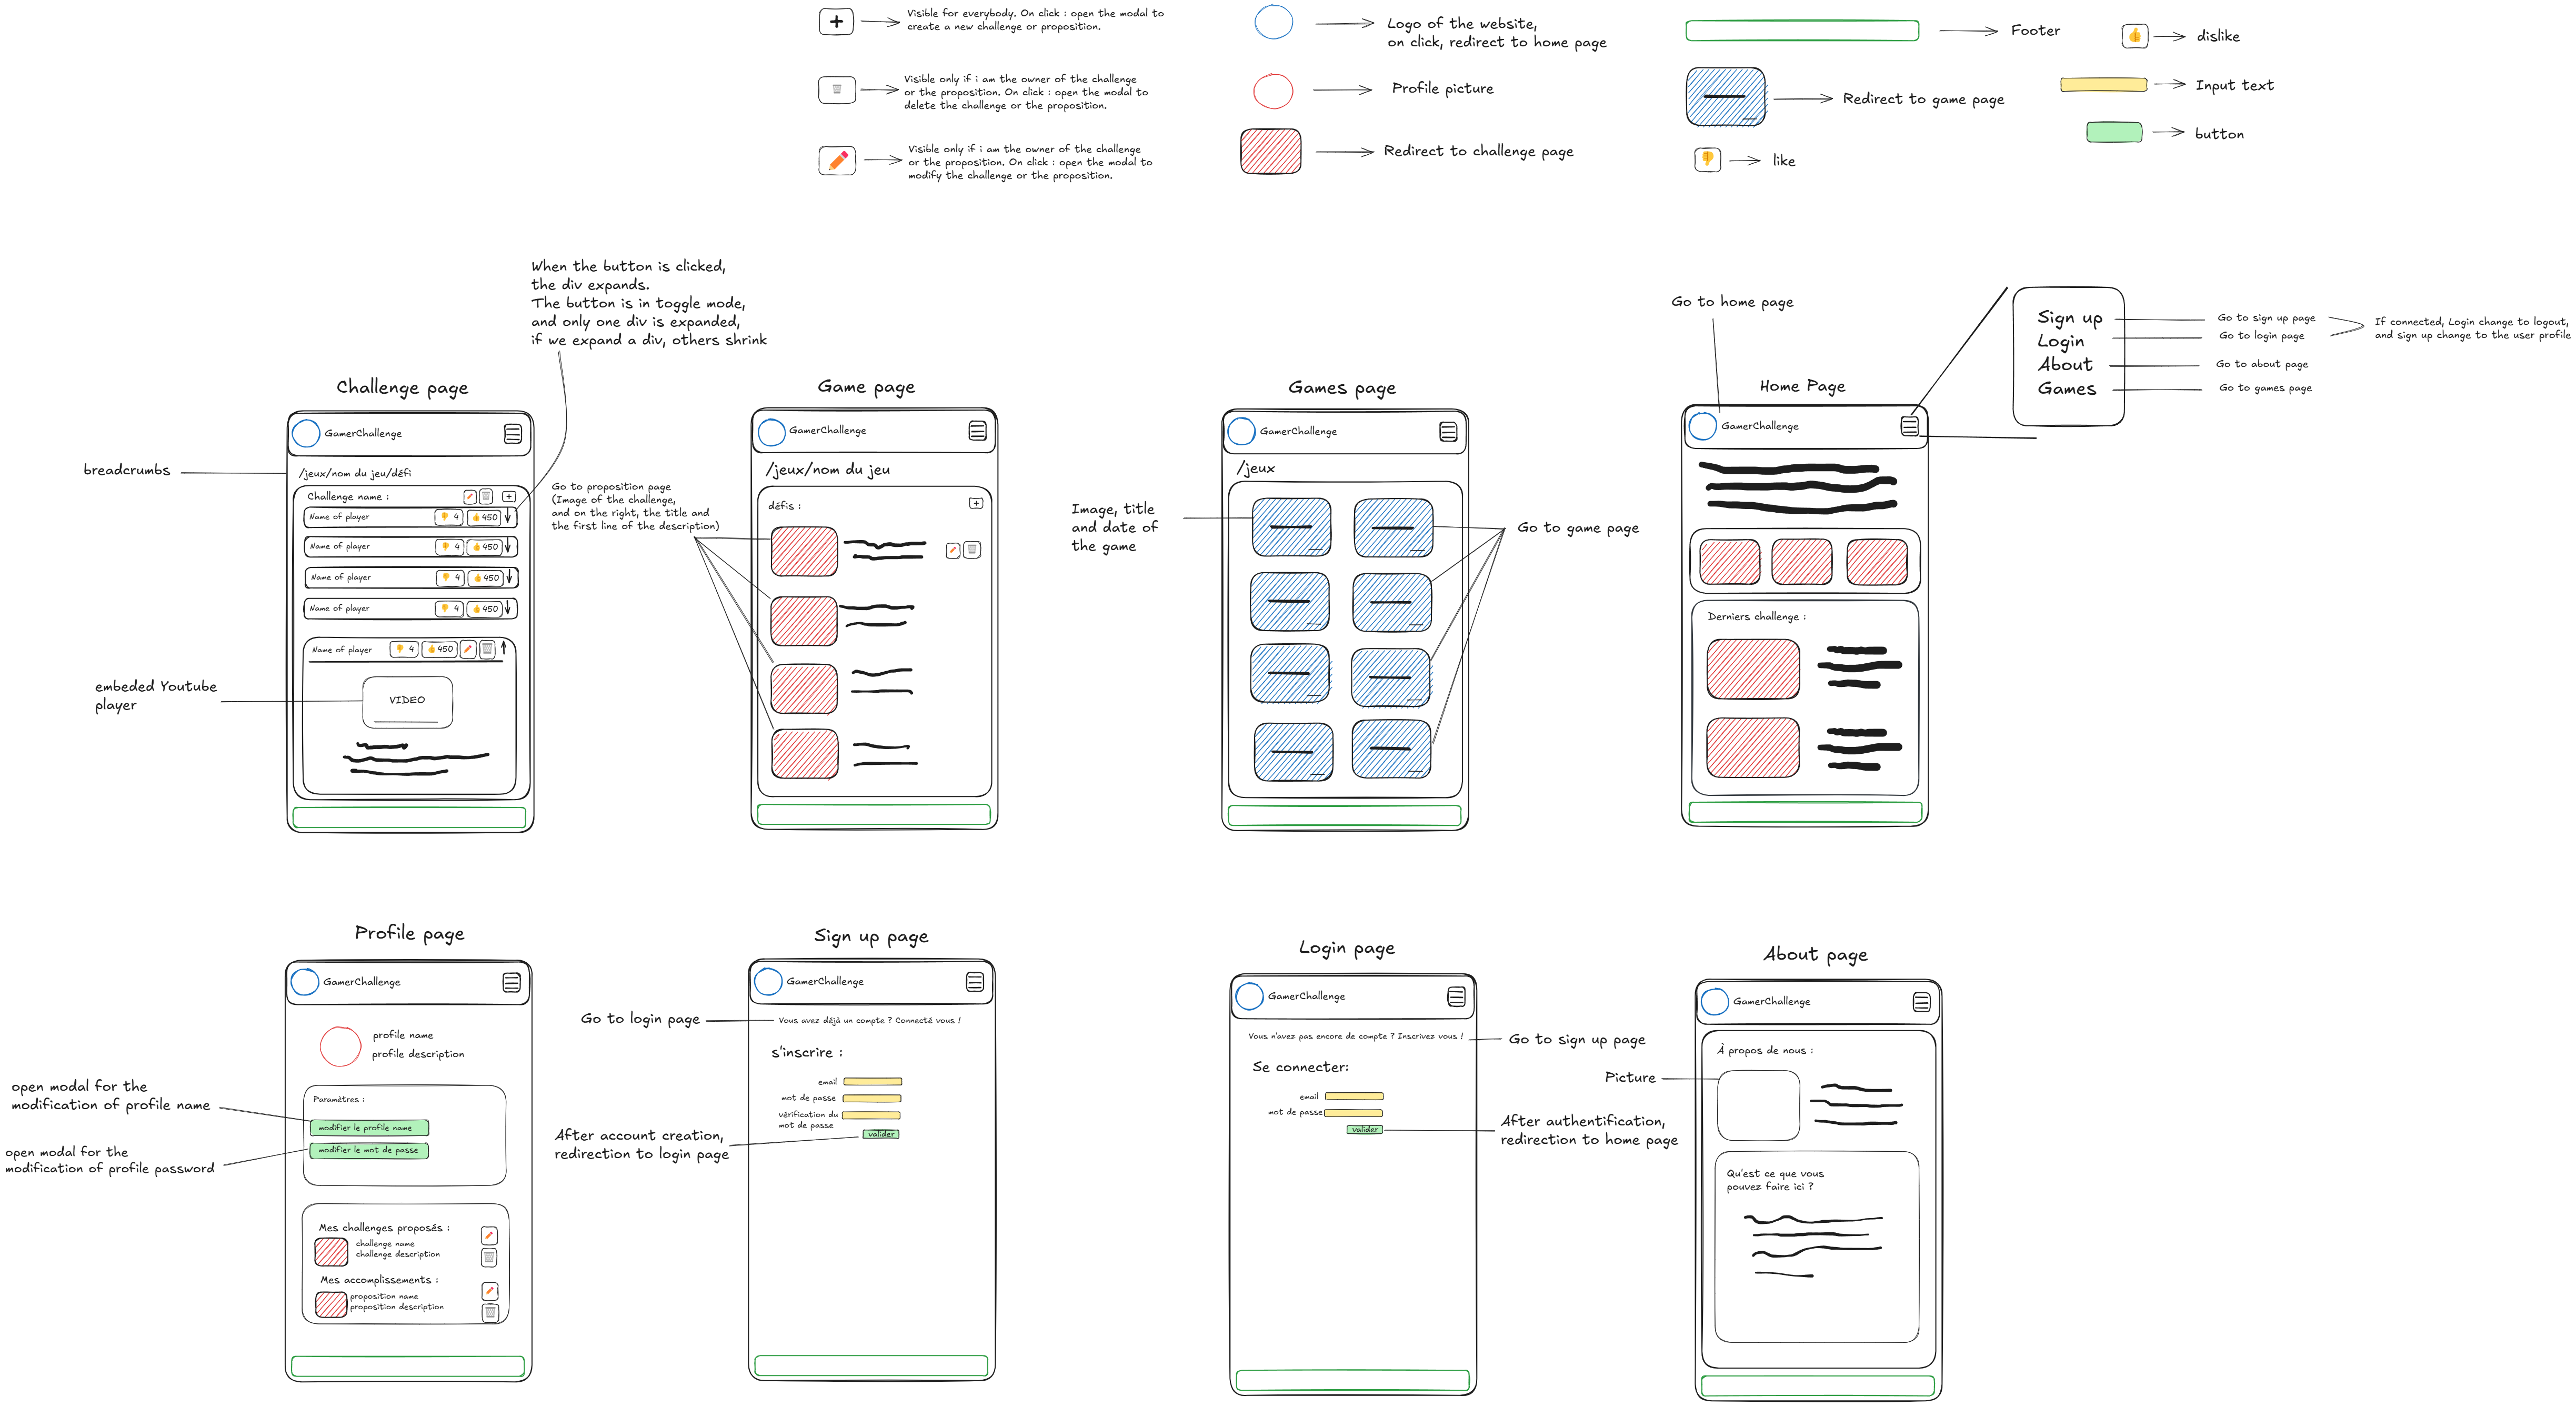 Visible for everybody. On click : open the modal to
create a new challenge or proposition.
Visible only if i am the owner of the challenge
or the proposition. On click : open the modal to
delete the challenge or the proposition.
Visible only if i am the owner of the challenge
or the proposition. On click : open the modal to
modify the challenge or the proposition.
Logo of the website,
on click, redirect to home page
Profile picture
Redirect to challenge page
Footer
Redirect to game page
like
dislike
Input text
button
When the button is clicked,
the div expands.
The button is in toggle mode,
and only one div is expanded,
if we expand a div, others shrink
Challenge page
GamerChallenge
breadcrumbs
/jeux/nom du jeu/défi
Challenge name :
Name of player
4
450
Name of player
4
450
Name of player
4
450
Name of player
4
450
Name of player
4
450
embeded Youtube
player
VIDEO
Game page
GamerChallenge
/jeux/nom du jeu
Go to proposition page
(Image of the challenge,
and on the right, the title and
the first line of the description)
défis :
Games page
GamerChallenge
/jeux
Image, title
and date of
the game
Go to game page
Go to home page
Home Page
GamerChallenge
Derniers challenge :
Sign up
Login
About
Games
Go to sign up page
Go to login page
Go to about page
Go to games page
If connected, Login change to logout,
and sign up change to the user profile
Profile page
GamerChallenge
profile name
profile description
open modal for the
modification of profile name
open modal for the
modification of profile password
Paramètres :
modifier le profile name
modifier le mot de passe
Mes challenges proposés :
challenge name
challenge description
Mes accomplissements :
proposition name
proposition description
Sign up page
GamerChallenge
Go to login page
Vous avez déjà un compte ? Connecté vous !
s'inscrire :
email
mot de passe
vérification du
mot de passe
valider
After account creation,
redirection to login page
Login page
GamerChallenge
Vous n'avez pas encore de compte ? Inscrivez vous !
Go to sign up page
Se connecter:
email
mot de passe
valider
After authentification,
redirection to home page
About page
GamerChallenge
À propos de nous :
Picture
Qu'est ce que vous
pouvez faire ici ?